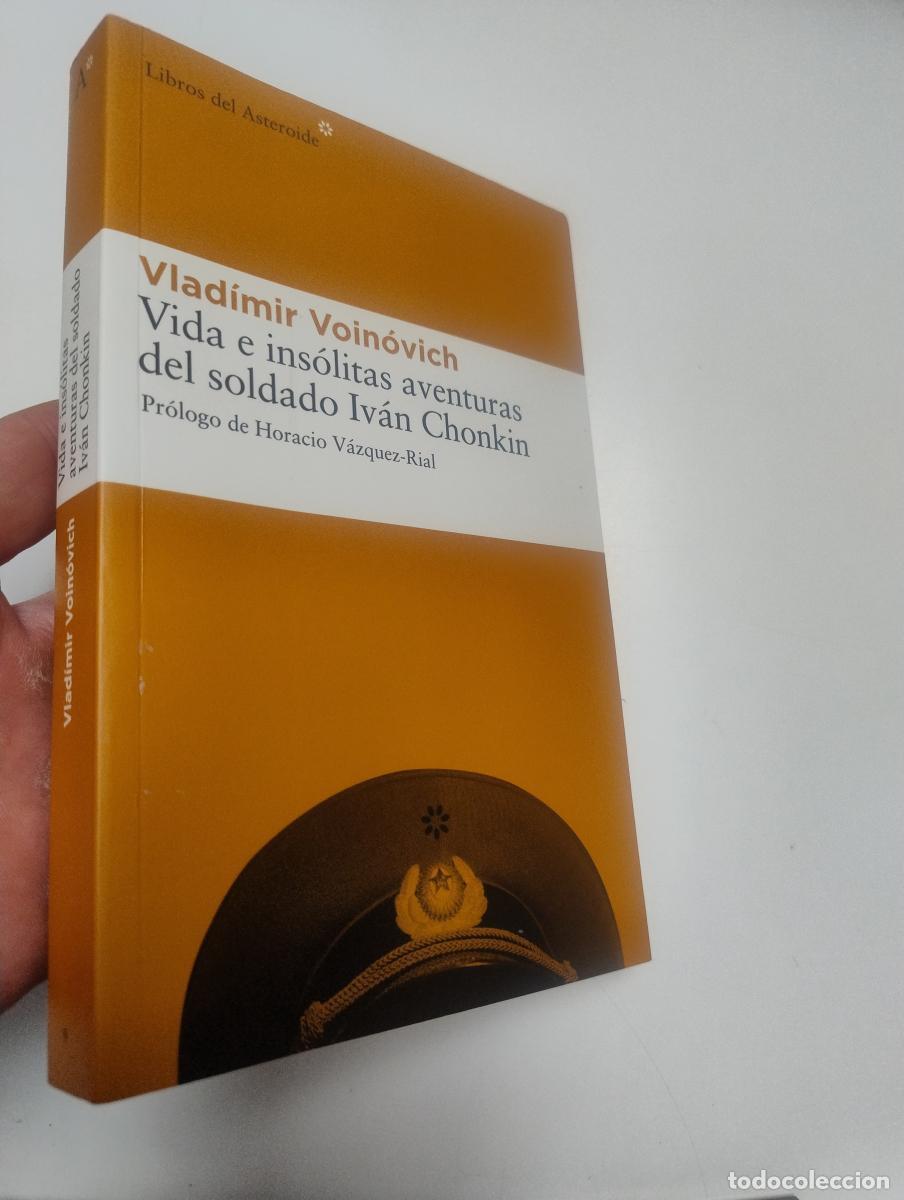 Libros del Asteroide*
Vladímir Voinóvich
Vida e insólitas aventuras
del soldado Iván Chonkin
Prólogo de Horacio Vázquez-Rial
A*
Vida e insólitas
aventuras del soldado
Iván Chonkin
Vladímir Voinóvich
todocoleccion